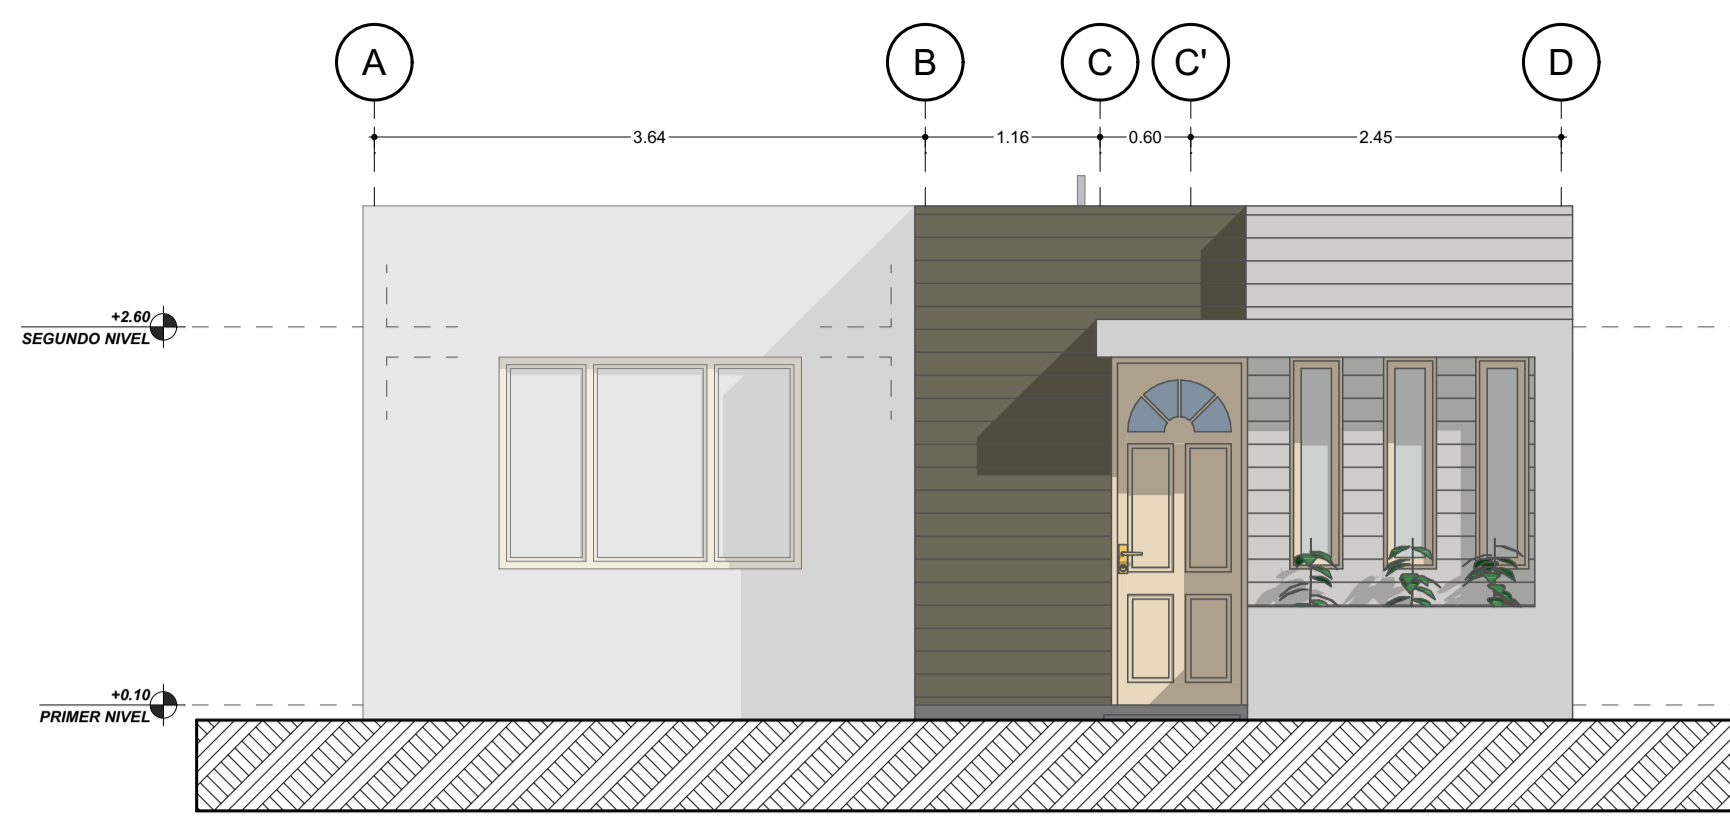 A B C C' D
3.64 1.16 0.60 2.45
+2.60
SEGUNDO NIVEL
+0.10
PRIMER NIVEL